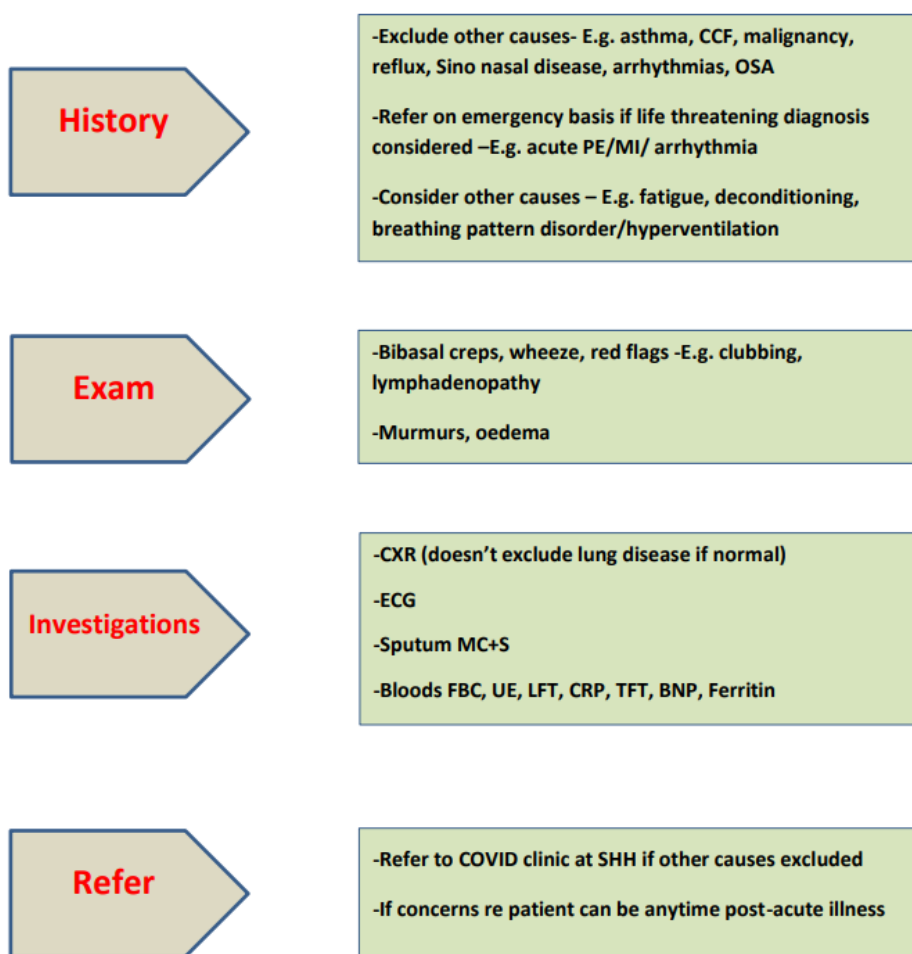 History
-Exclude other causes- E.g. asthma, CCF, malignancy,
reflux, Sino nasal disease, arrhythmias, OSA
-Refer on emergency basis if life threatening diagnosis
considered –E.g. acute PE/MI/ arrhythmia
-Consider other causes – E.g. fatigue, deconditioning,
breathing pattern disorder/hyperventilation
Exam
-Bibasal creps, wheeze, red flags -E.g. clubbing,
lymphadenopathy
-Murmurs, oedema
Investigations
-CXR (doesn’t exclude lung disease if normal)
-ECG
-Sputum MC+S
-Bloods FBC, UE, LFT, CRP, TFT, BNP, Ferritin
Refer
-Refer to COVID clinic at SHH if other causes excluded
-If concerns re patient can be anytime post-acute illness